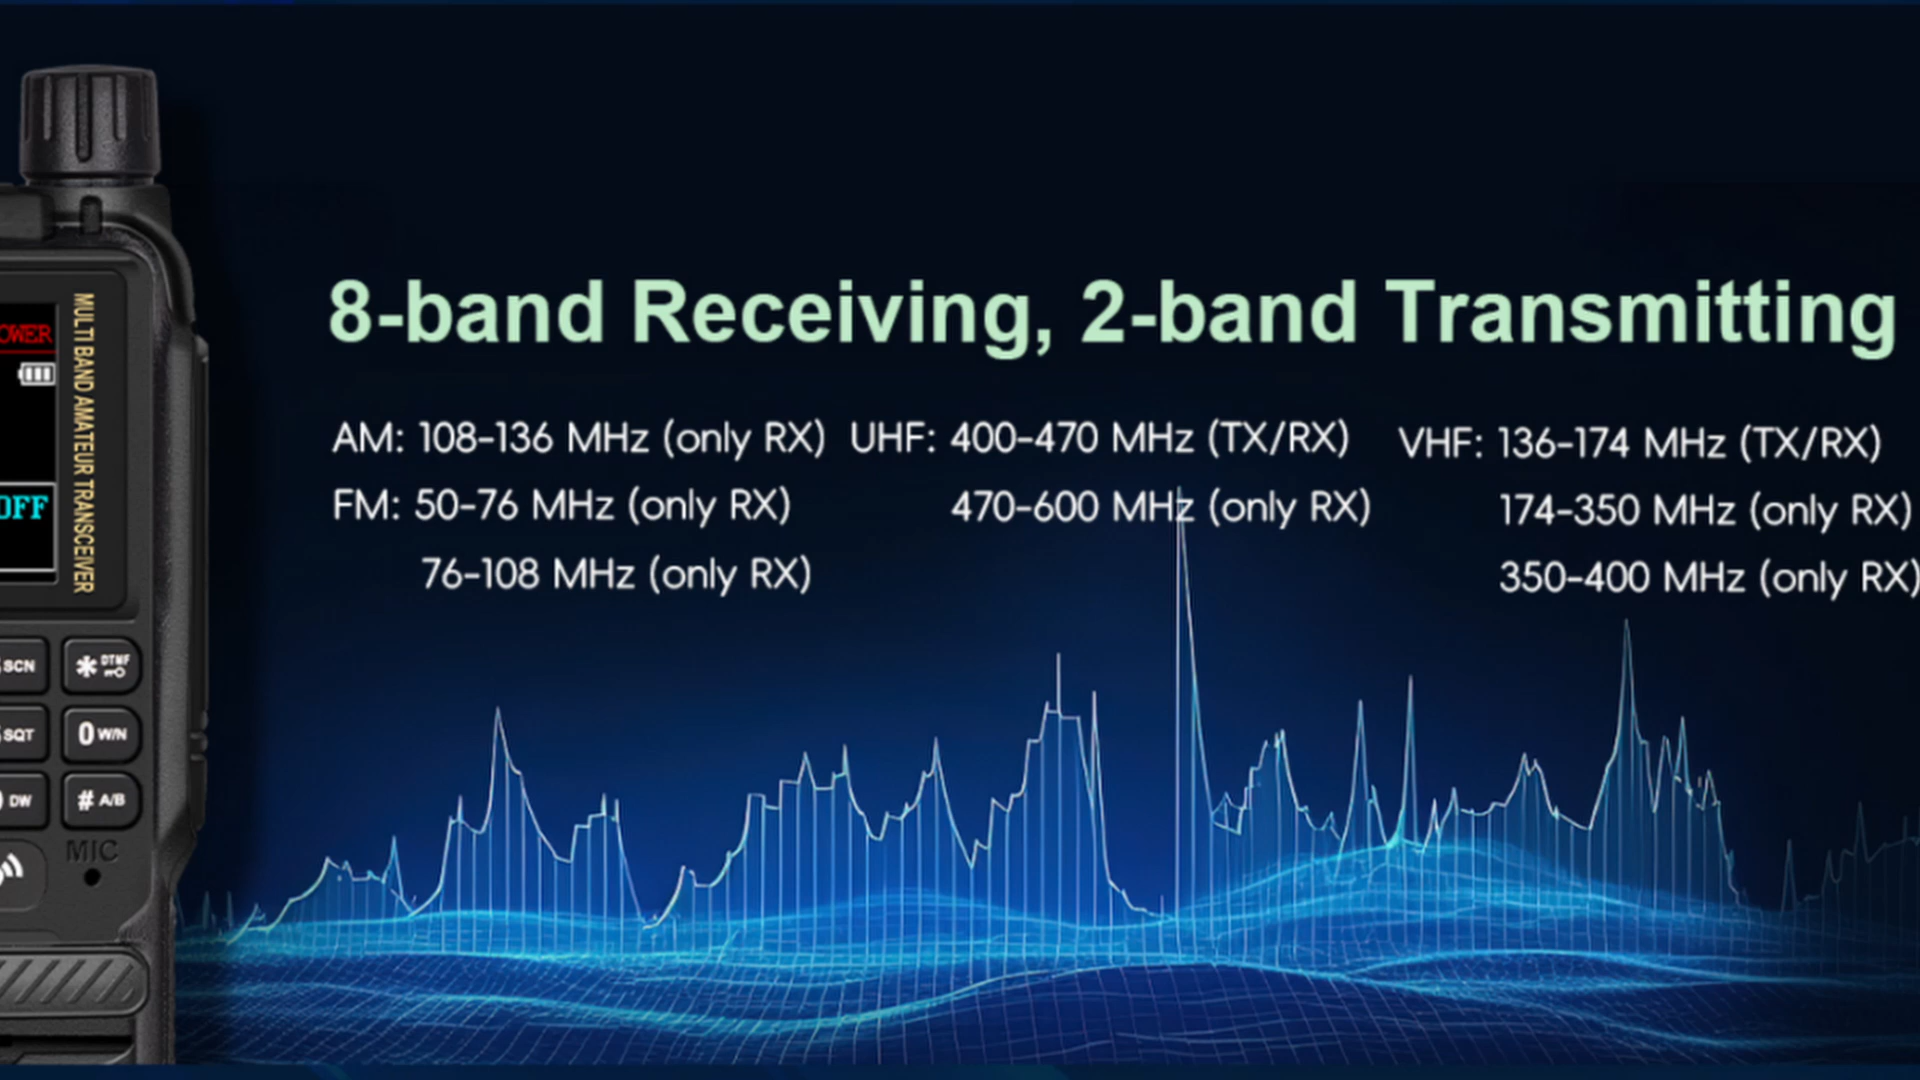 8-band Receiving, 2-band Transmitting
AM: 108-136 MHz (only RX)
FM: 50-76 MHz (only RX)
76-108 MHz (only RX)
UHF: 400-470 MHz (TX/RX)
470-600 MHz (only RX)
VHF: 136-174 MHz (TX/RX)
174-350 MHz (only RX)
350-400 MHz (only RX)
MULTI BAND AMATEUR TRANSCEIVER
OWER
OFF
SCN
* DTMF
SQT
0 W/N
DW
# A/B
MIC